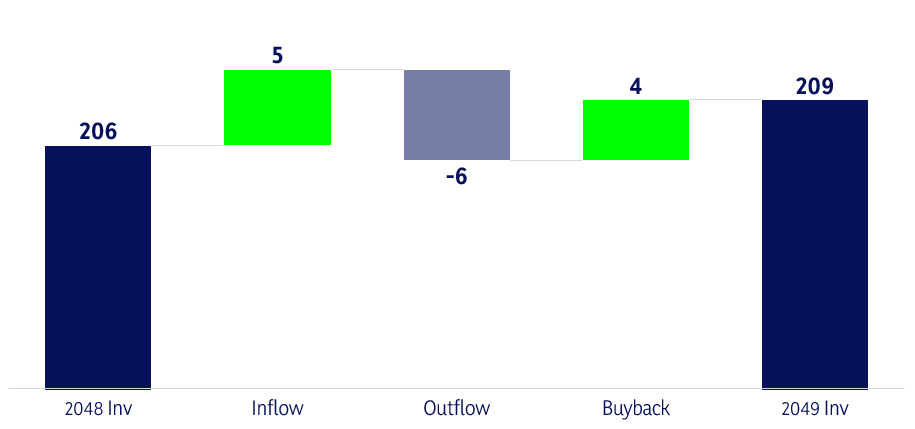 5
4
209
206
-6
2048 Inv
Inflow
Outflow
Buyback
2049 Inv